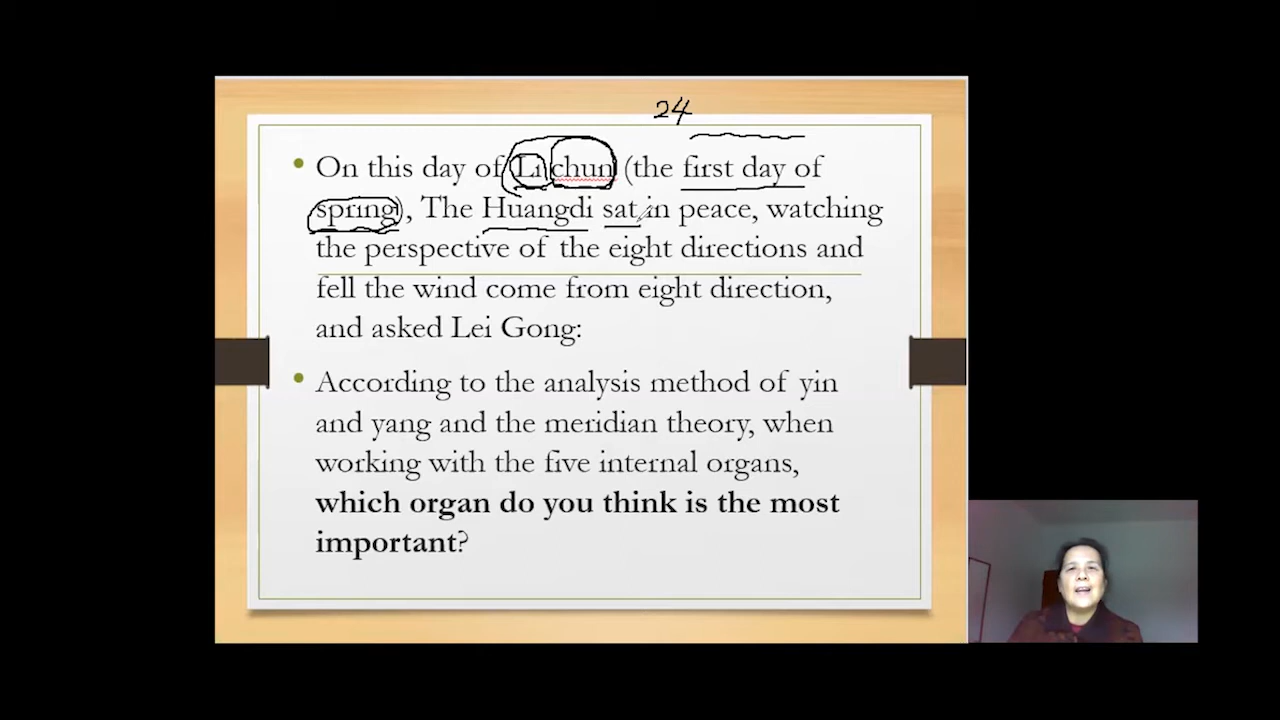 24
• On this day of Lichun (the first day of
spring), The Huangdi sat in peace, watching
the perspective of the eight directions and
fell the wind come from eight direction,
and asked Lei Gong:
• According to the analysis method of yin
and yang and the meridian theory, when
working with the five internal organs,
which organ do you think is the most
important?